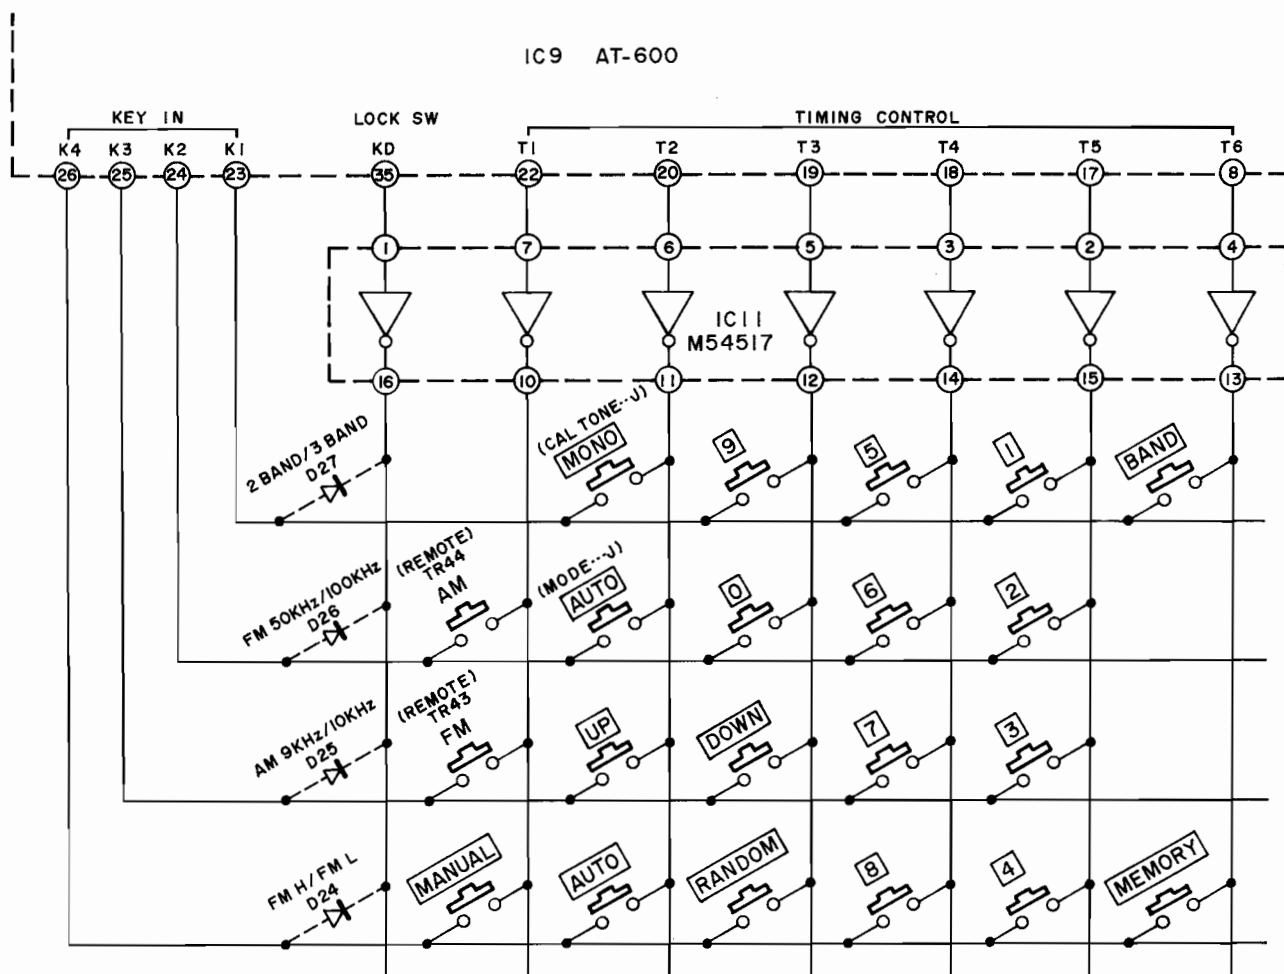 IC9 AT-600
KEY IN LOCK SW TIMING CONTROL
K4 K3 K2 K1 KD T1 T2 T3 T4 T5 T6
26 25 24 23 35 22 20 19 18 17 8
1 7 6 5 3 2 4
IC11
M54517
16 10 11 12 14 15 13
2 BAND/3 BAND
D27
(CAL TONE···J)
MONO
9
5
1
BAND
FM 50KHz/100KHz
D26
(REMOTE)
TR44
AM
(MODE···J)
AUTO
0
6
2
AM 9KHz/10KHz
D25
(REMOTE)
TR43
FM
UP
DOWN
7
3
FM H/FM L
D24
MANUAL
AUTO
RANDOM
8
4
MEMORY